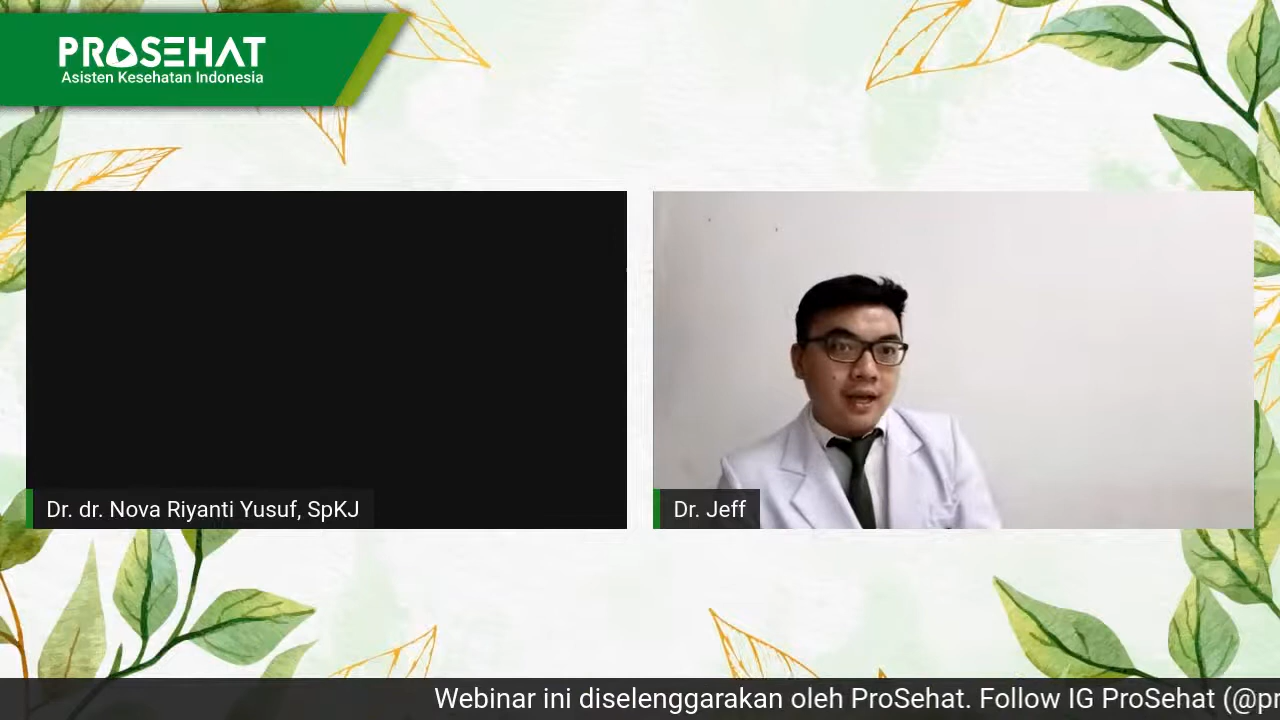 PROSEHAT
Asisten Kesehatan Indonesia
Dr. dr. Nova Riyanti Yusuf, SpKJ
Dr. Jeff
Webinar ini diselenggarakan oleh ProSehat. Follow IG ProSehat